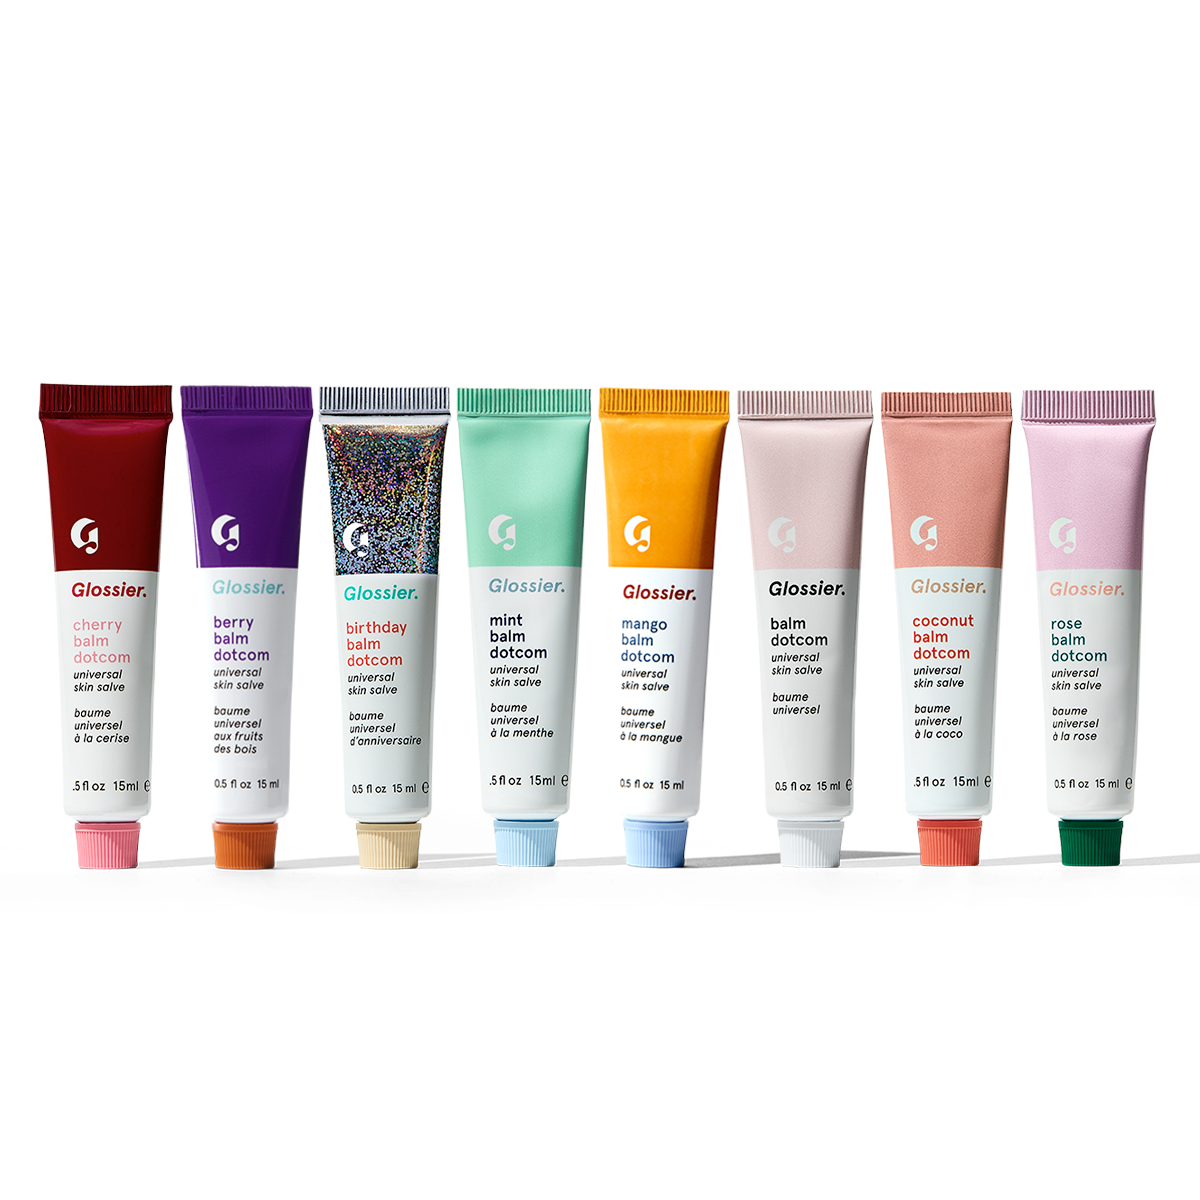 G
Glossier.
cherry
balm
dotcom
universal
skin salve
baume
universel
à la cerise
.5 fl oz 15ml ℮
G
Glossier.
berry
balm
dotcom
universal
skin salve
baume
universel
aux fruits
des bois
0.5 fl oz 15 ml
G
Glossier.
birthday
balm
dotcom
universal
skin salve
baume
universel
d'anniversaire
0.5 fl oz 15 ml ℮
G
Glossier.
mint
balm
dotcom
universal
skin salve
baume
universel
à la menthe
.5 fl oz 15ml ℮
G
Glossier.
mango
balm
dotcom
universal
skin salve
baume
universel
à la mangue
0.5 fl oz 15 ml
G
Glossier.
balm
dotcom
universal
skin salve
baume
universel
0.5 fl oz 15 ml ℮
G
Glossier.
coconut
balm
dotcom
universal
skin salve
baume
universel
à la coco
.5 fl oz 15ml ℮
G
Glossier.
rose
balm
dotcom
universal
skin salve
baume
universel
à la rose
0.5 fl oz 15 ml ℮